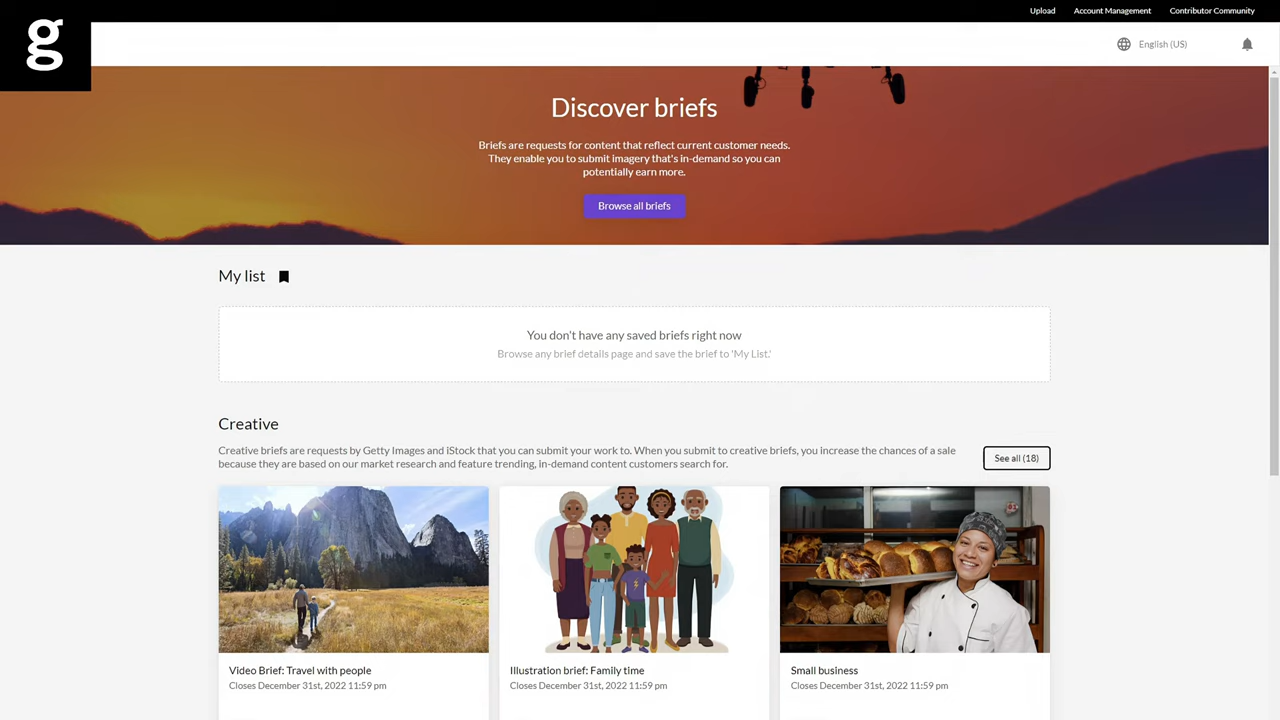 Upload Account Management Contributor Community
g
English (US)
Discover briefs
Briefs are requests for content that reflect current customer needs.
They enable you to submit imagery that's in-demand so you can
potentially earn more.
Browse all briefs
My list
You don't have any saved briefs right now
Browse any brief details page and save the brief to 'My List.'
Creative
Creative briefs are requests by Getty Images and iStock that you can submit your work to. When you submit to creative briefs, you increase the chances of a sale
because they are based on our market research and feature trending, in-demand content customers search for.
See all (18)
Video Brief: Travel with people
Closes December 31st, 2022 11:59 pm
Illustration brief: Family time
Closes December 31st, 2022 11:59 pm
Small business
Closes December 31st, 2022 11:59 pm